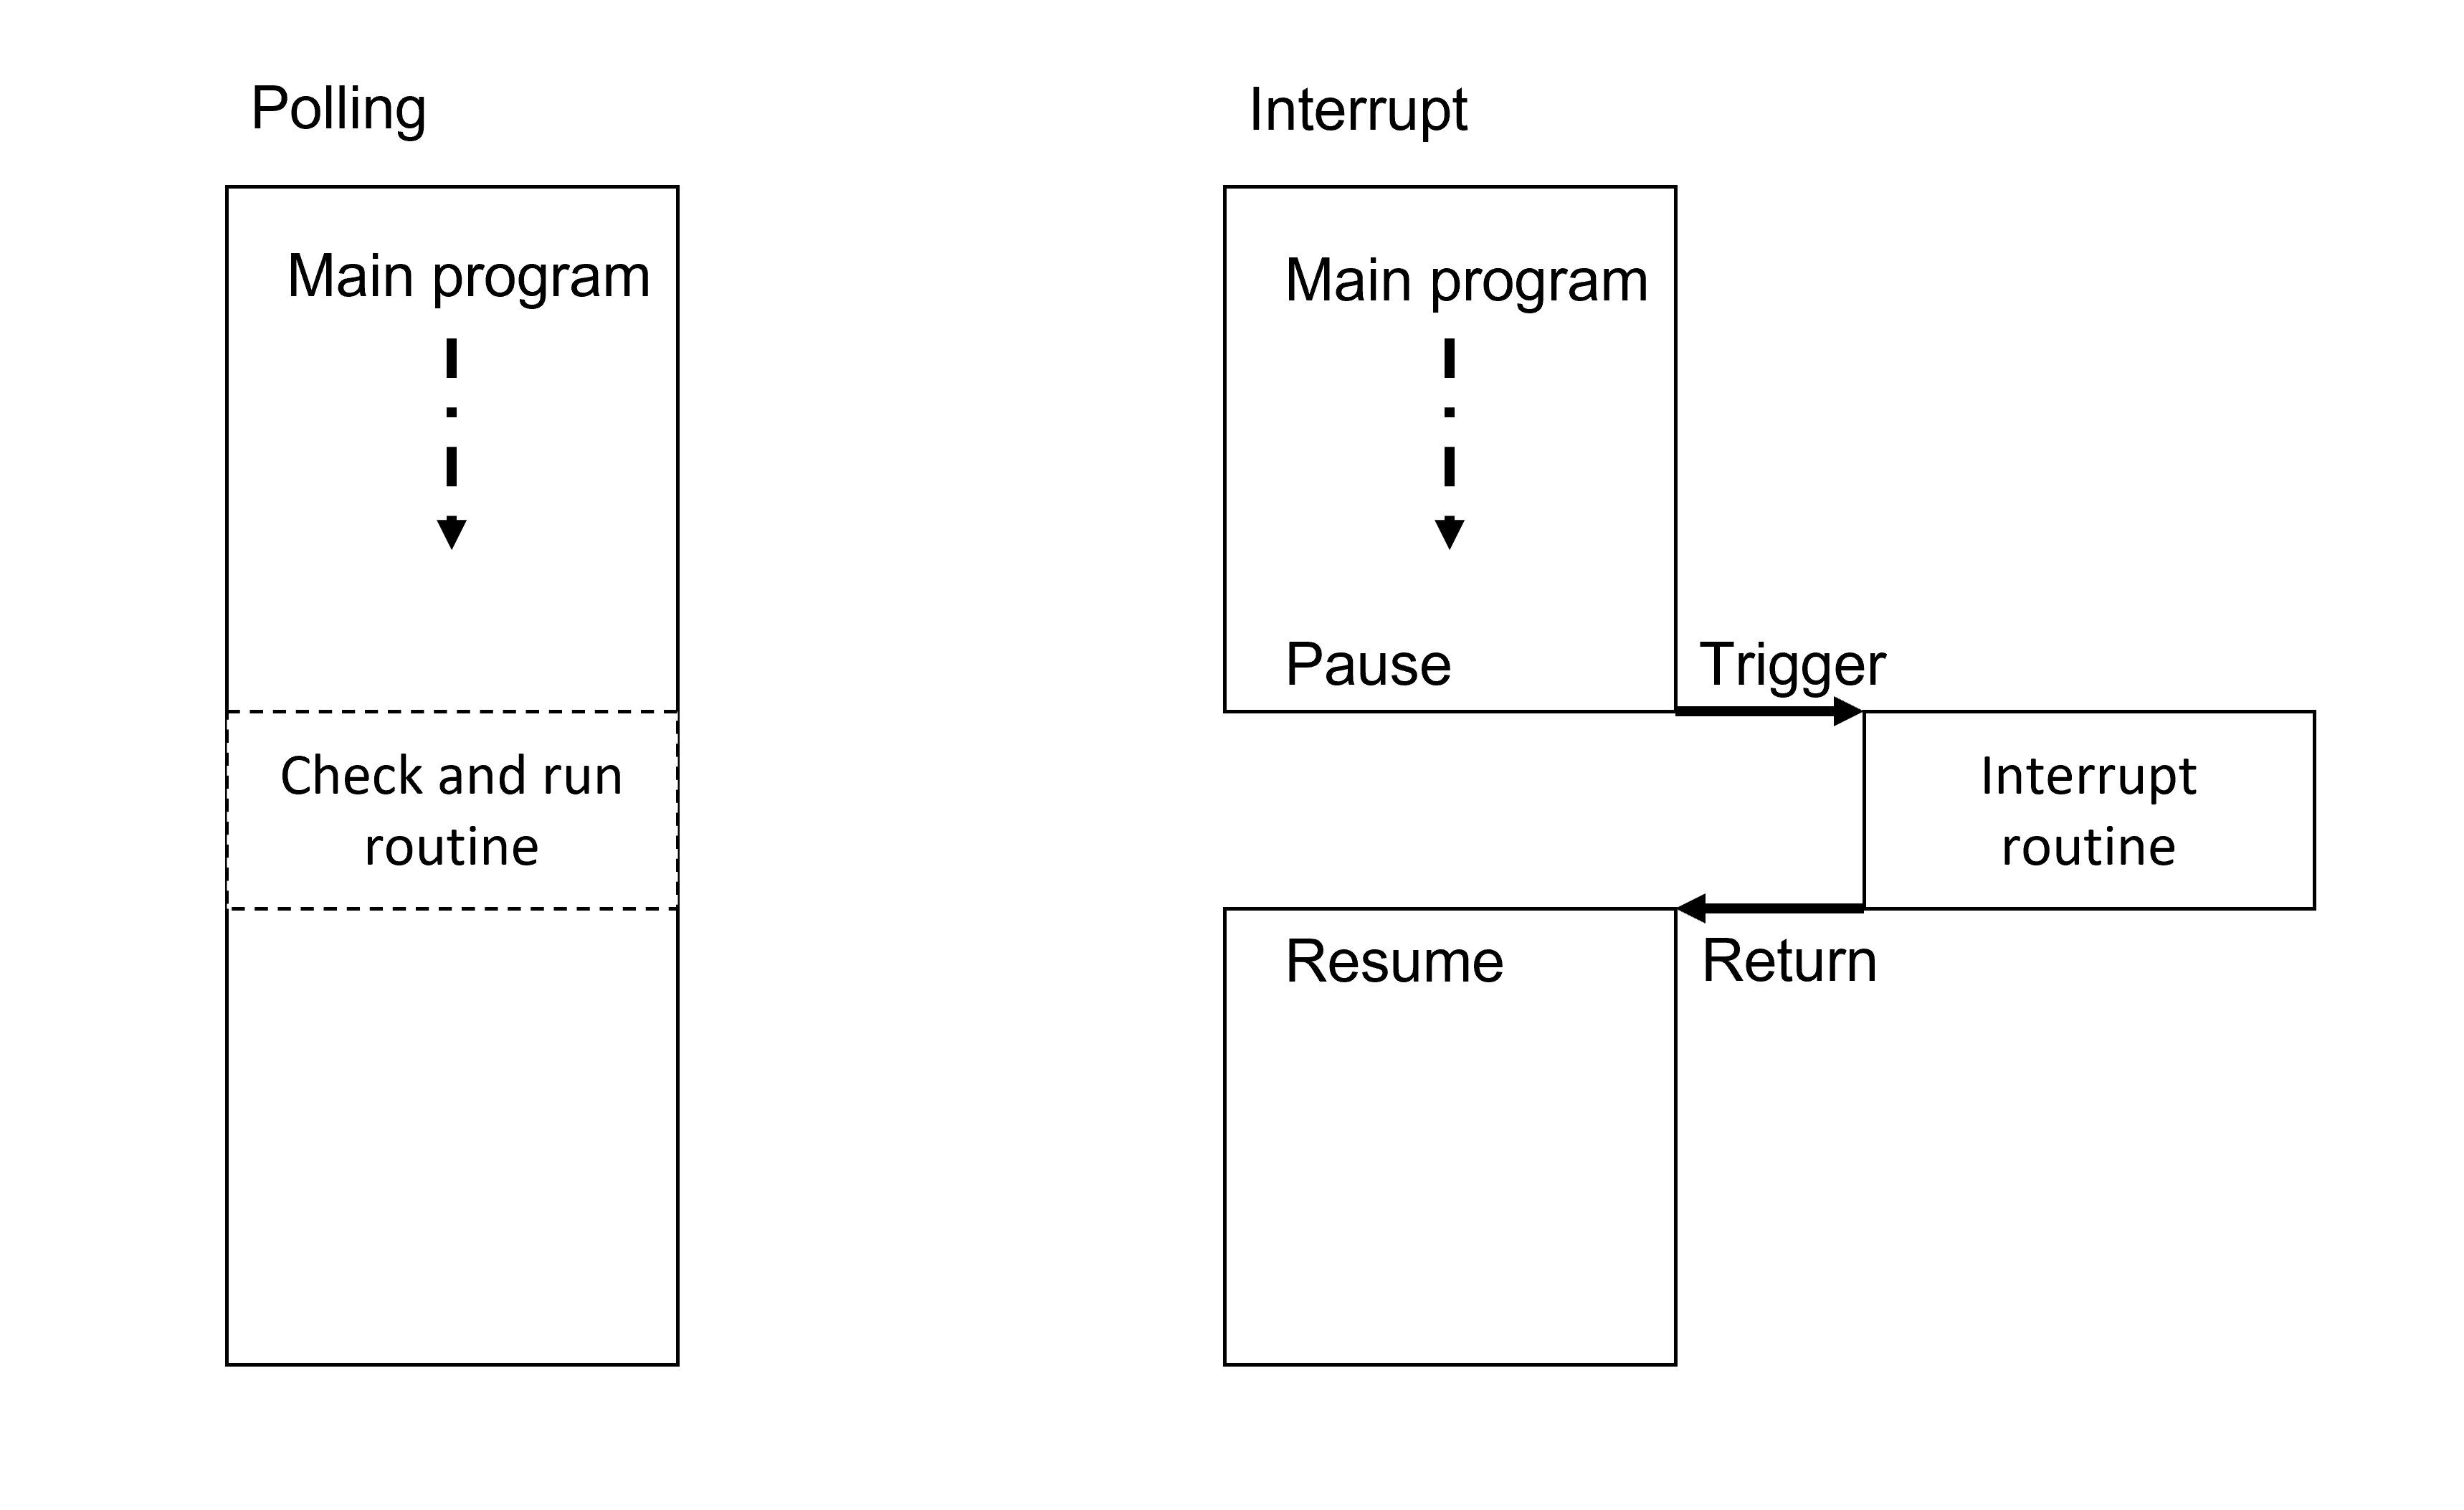 Polling
Main program
Check and run
routine
Interrupt
Main program
Pause
Trigger
Interrupt
routine
Resume
Return